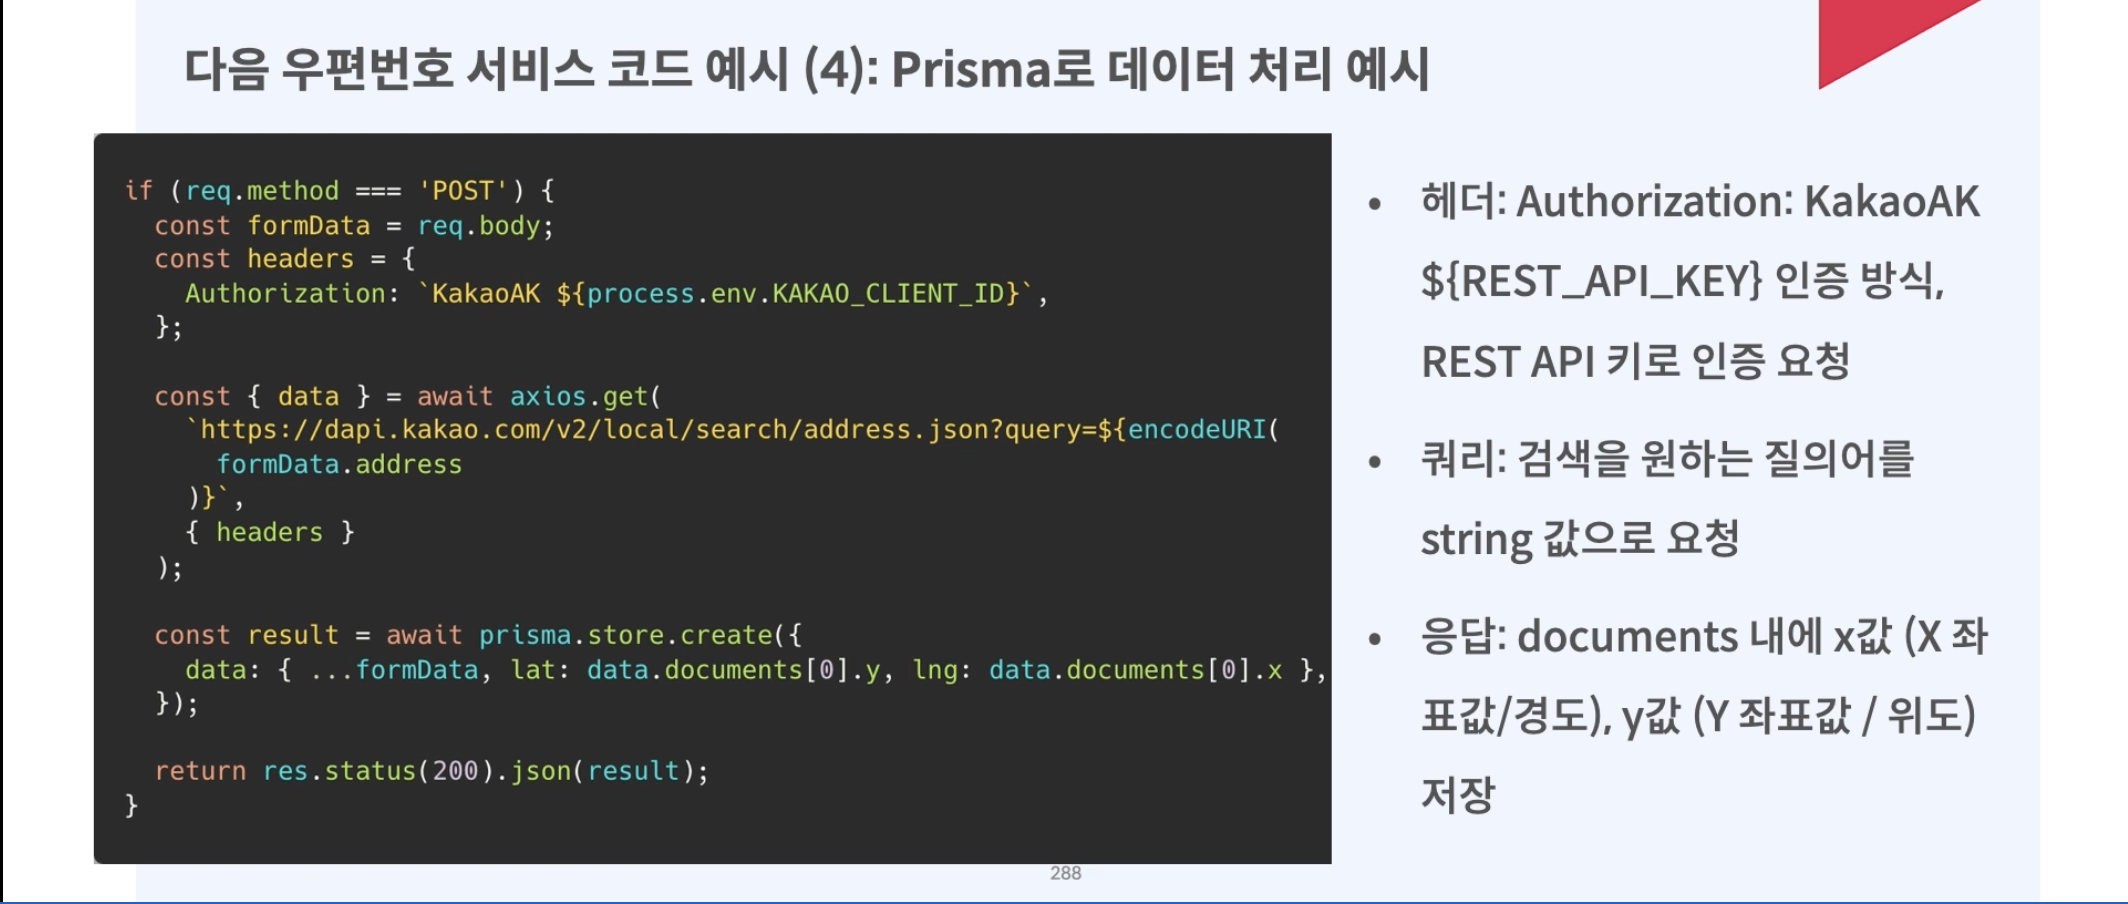 다음 우편번호 서비스 코드 예시 (4): Prisma로 데이터 처리 예시
if (req.method === 'POST') {
  const formData = req.body;
  const headers = {
    Authorization: `KakaoAK ${process.env.KAKAO_CLIENT_ID}`,
  };

  const { data } = await axios.get(
    `https://dapi.kakao.com/v2/local/search/address.json?query=${encodeURI(
      formData.address
    )}`,
    { headers }
  );

  const result = await prisma.store.create({
    data: { ...formData, lat: data.documents[0].y, lng: data.documents[0].x },
  });

  return res.status(200).json(result);
}
• 헤더: Authorization: KakaoAK
${REST_API_KEY} 인증 방식,
REST API 키로 인증 요청
• 쿼리: 검색을 원하는 질의어를
string 값으로 요청
• 응답: documents 내에 x값 (X 좌
표값/경도), y값 (Y 좌표값 / 위도)
저장
288